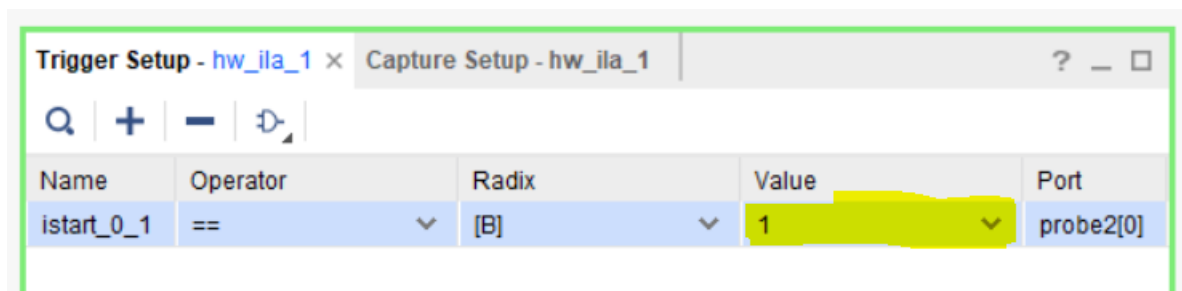 Trigger Setup - hw_ila_1 × Capture Setup - hw_ila_1 ?
Name Operator Radix Value Port
istart_0_1 == [B] 1 probe2[0]